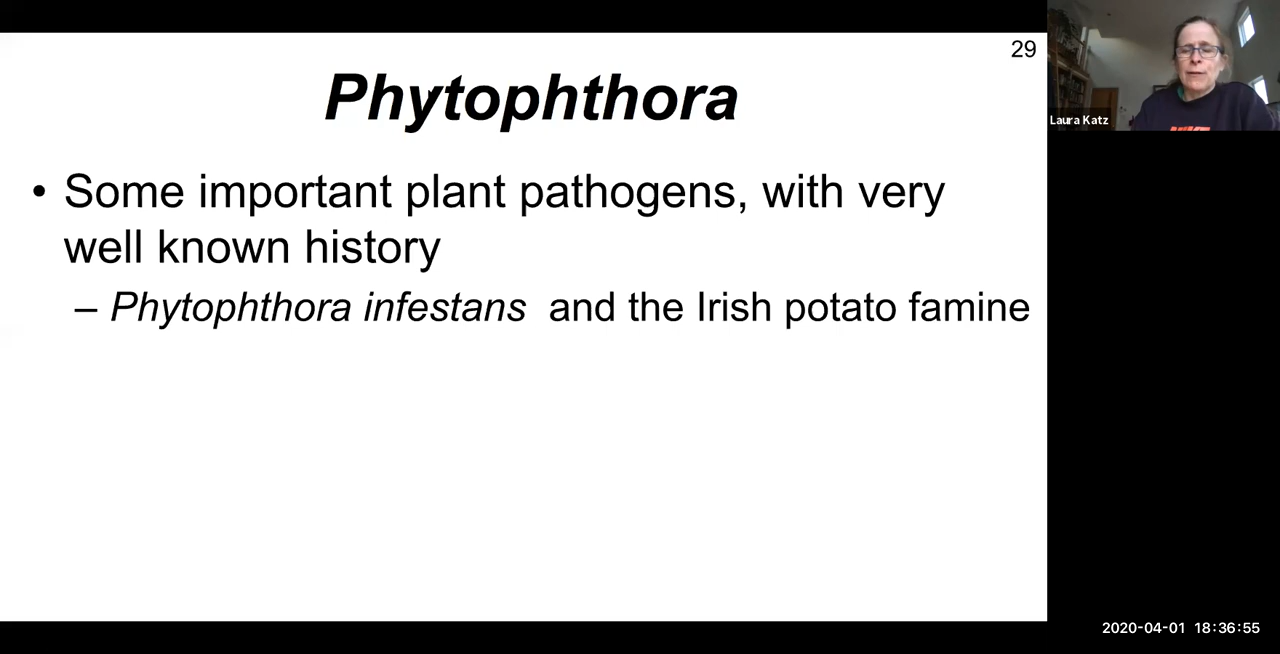 29
Phytophthora
• Some important plant pathogens, with very
well known history
– Phytophthora infestans and the Irish potato famine
Laura Katz
2020-04-01 18:36:55